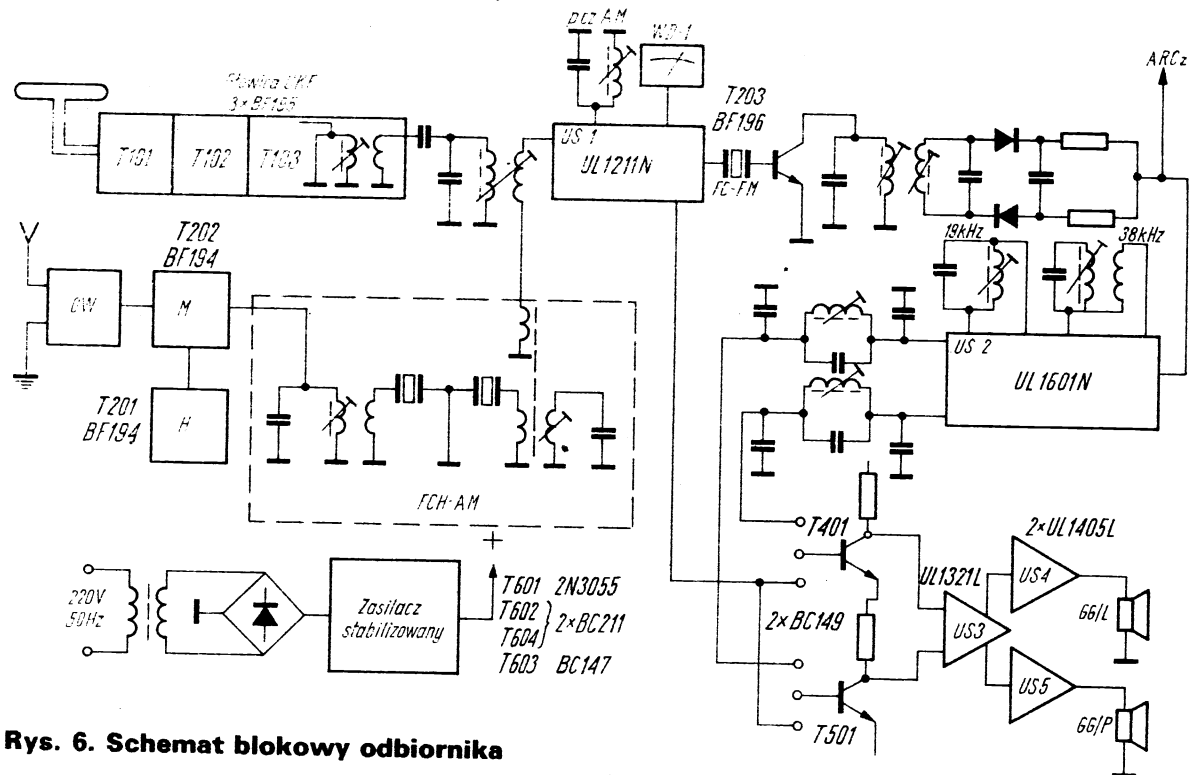 pcz AM
WD-1
ARCz
Głowica UKF
3×BF195
T203
BF196
T101
T102
T103
US 1
UL1211N
FC-FM
T202
BF194
19kHz
38kHz
M
US 2
UL1601N
T201
BF194
H
FCH-AM
+
T401
2×UL1405L
220V
50Hz
Zasilacz
stabilizowany
T601 2N3055
T602
T604
2×BC211
T603 BC147
2×BC149
UL1321L
US3
US4
GG/L
US5
GG/P
T501
Rys. 6. Schemat blokowy odbiornika